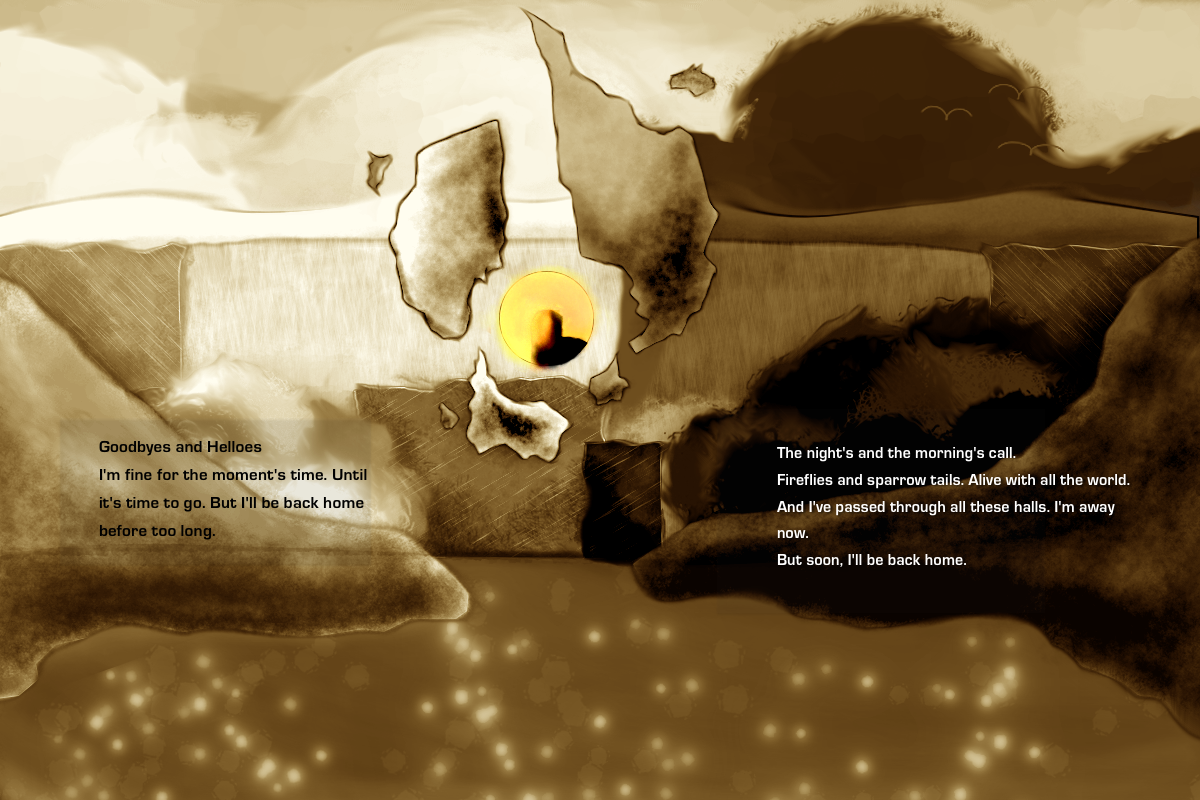 Goodbyes and Helloes
I'm fine for the moment's time. Until
it's time to go. But I'll be back home
before too long.
The night's and the morning's call.
Fireflies and sparrow tails. Alive with all the world.
And I've passed through all these halls. I'm away
now.
But soon, I'll be back home.